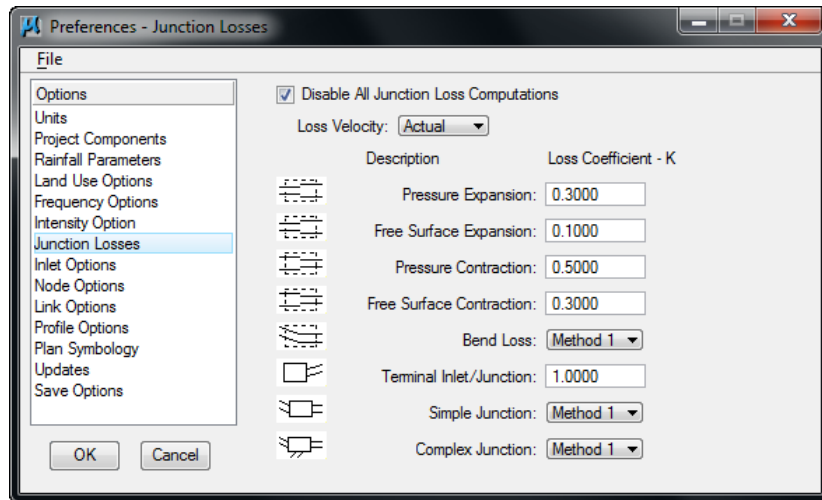 Preferences - Junction Losses
File
Options
Units
Project Components
Rainfall Parameters
Land Use Options
Frequency Options
Intensity Option
Junction Losses
Inlet Options
Node Options
Link Options
Profile Options
Plan Symbology
Updates
Save Options
OK Cancel
Disable All Junction Loss Computations
Loss Velocity: Actual
Description Loss Coefficient - K
Pressure Expansion: 0.3000
Free Surface Expansion: 0.1000
Pressure Contraction: 0.5000
Free Surface Contraction: 0.3000
Bend Loss: Method 1
Terminal Inlet/Junction: 1.0000
Simple Junction: Method 1
Complex Junction: Method 1